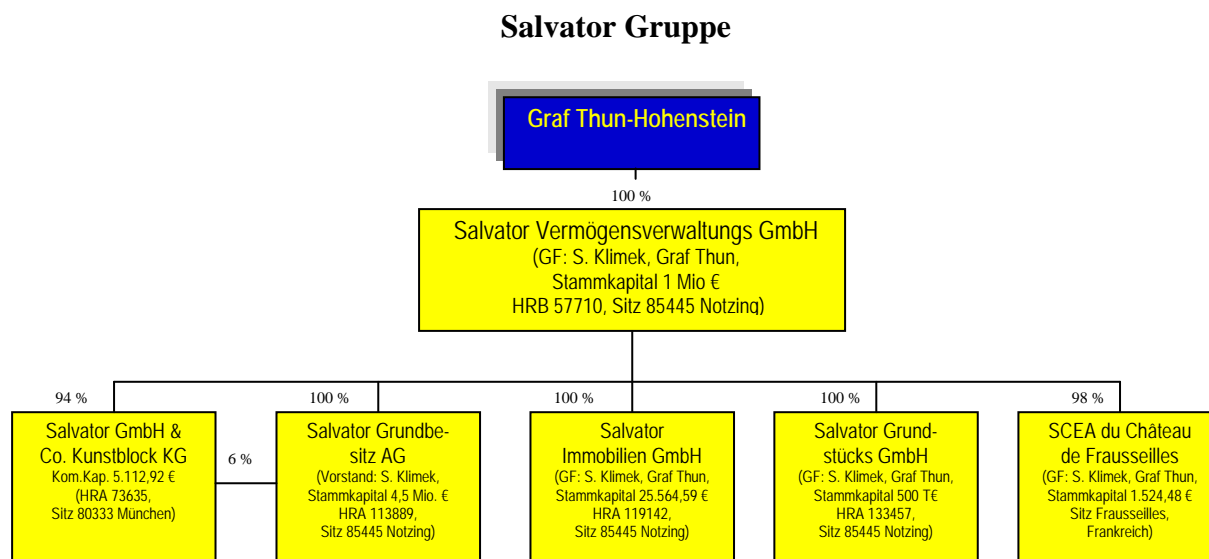 Salvator Gruppe
Graf Thun-Hohenstein
100 %
Salvator Vermögensverwaltungs GmbH
(GF: S. Klimek, Graf Thun,
Stammkapital 1 Mio €
HRB 57710, Sitz 85445 Notzing)
94 %
100 %
100 %
100 %
98 %
Salvator GmbH &
Co. Kunstblock KG
Kom.Kap. 5.112,92 €
(HRA 73635,
Sitz 80333 München)
6 %
Salvator Grundbe-
sitz AG
(Vorstand: S. Klimek,
Stammkapital 4,5 Mio. €
HRA 113889,
Sitz 85445 Notzing)
Salvator
Immobilien GmbH
(GF: S. Klimek, Graf Thun,
Stammkapital 25.564,59 €
HRA 119142,
Sitz 85445 Notzing)
Salvator Grund-
stücks GmbH
(GF: S. Klimek, Graf Thun,
Stammkapital 500 T€
HRA 133457,
Sitz 85445 Notzing)
SCEA du Château
de Frausseilles
(GF: S. Klimek, Graf Thun,
Stammkapital 1.524,48 €
Sitz Frausseilles,
Frankreich)